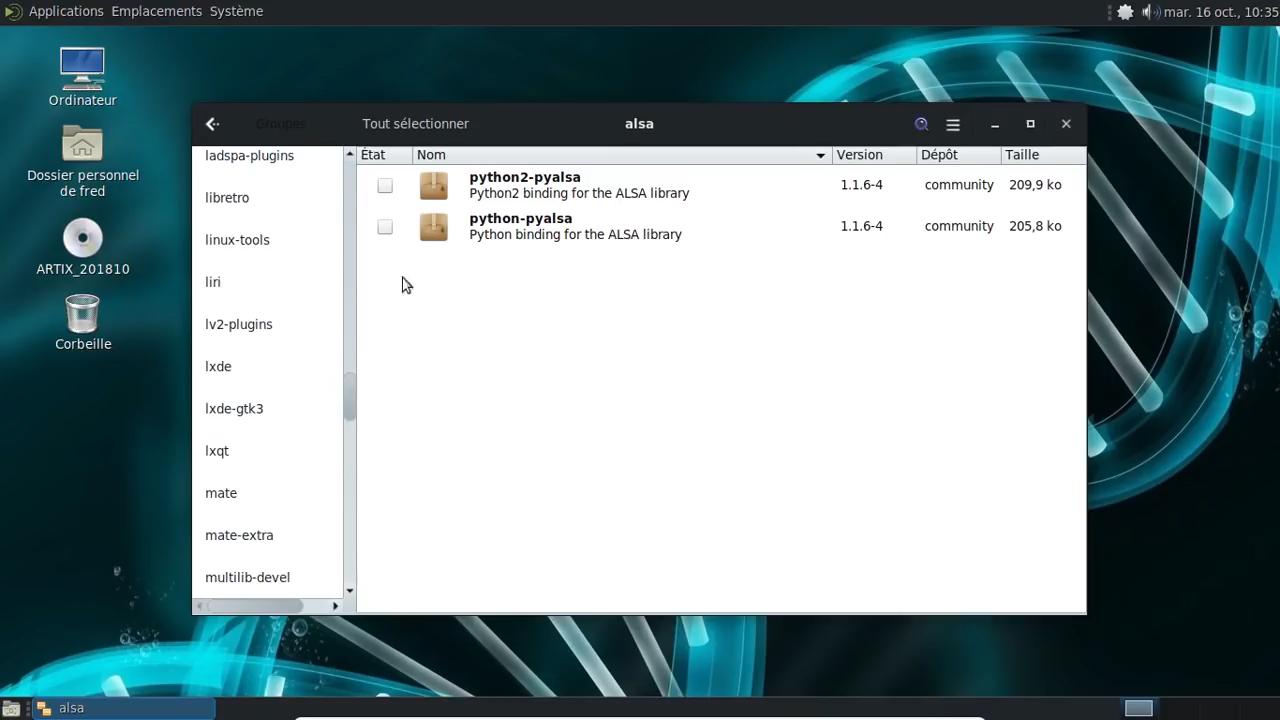 Applications Emplacements Système
mar. 16 oct., 10:35
Ordinateur
Dossier personnel
de fred
ARTIX_201810
Corbeille
Groupes
Tout sélectionner
alsa
ladspa-plugins
libretro
linux-tools
liri
lv2-plugins
lxde
lxde-gtk3
lxqt
mate
mate-extra
multilib-devel
État Nom Version Dépôt Taille
python2-pyalsa
Python2 binding for the ALSA library
1.1.6-4 community 209,9 ko
python-pyalsa
Python binding for the ALSA library
1.1.6-4 community 205,8 ko
alsa